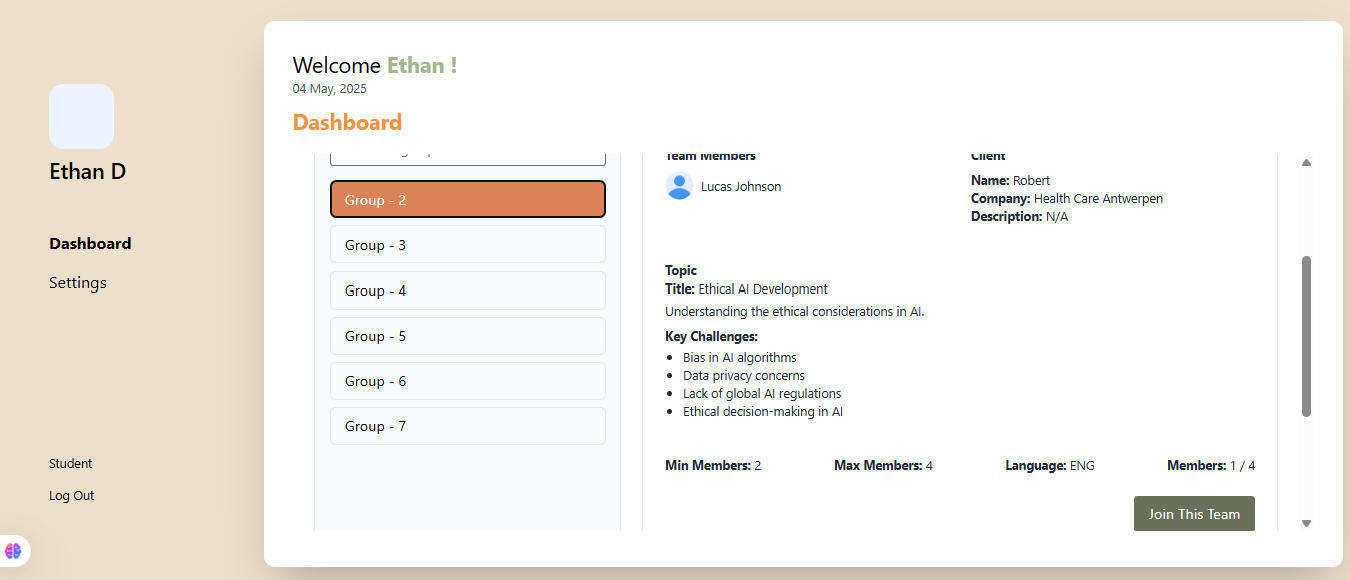 Ethan D
Dashboard
Settings
Student
Log Out
Welcome Ethan !
04 May, 2025
Dashboard
Group - 2
Group - 3
Group - 4
Group - 5
Group - 6
Group - 7
Team Members
Lucas Johnson
Client
Name: Robert
Company: Health Care Antwerpen
Description: N/A
Topic
Title: Ethical AI Development
Understanding the ethical considerations in AI.
Key Challenges:
Bias in AI algorithms
Data privacy concerns
Lack of global AI regulations
Ethical decision-making in AI
Min Members: 2
Max Members: 4
Language: ENG
Members: 1 / 4
Join This Team